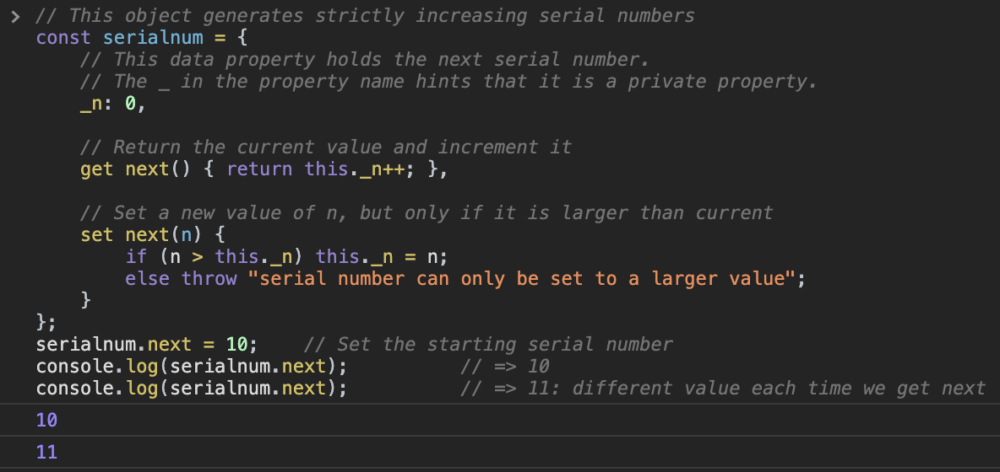 > // This object generates strictly increasing serial numbers
const serialnum = {
    // This data property holds the next serial number.
    // The _ in the property name hints that it is a private property.
    _n: 0,

    // Return the current value and increment it
    get next() { return this._n++; },

    // Set a new value of n, but only if it is larger than current
    set next(n) {
        if (n > this._n) this._n = n;
        else throw "serial number can only be set to a larger value";
    }
};
serialnum.next = 10;    // Set the starting serial number
console.log(serialnum.next);          // => 10
console.log(serialnum.next);          // => 11: different value each time we get next
10
11